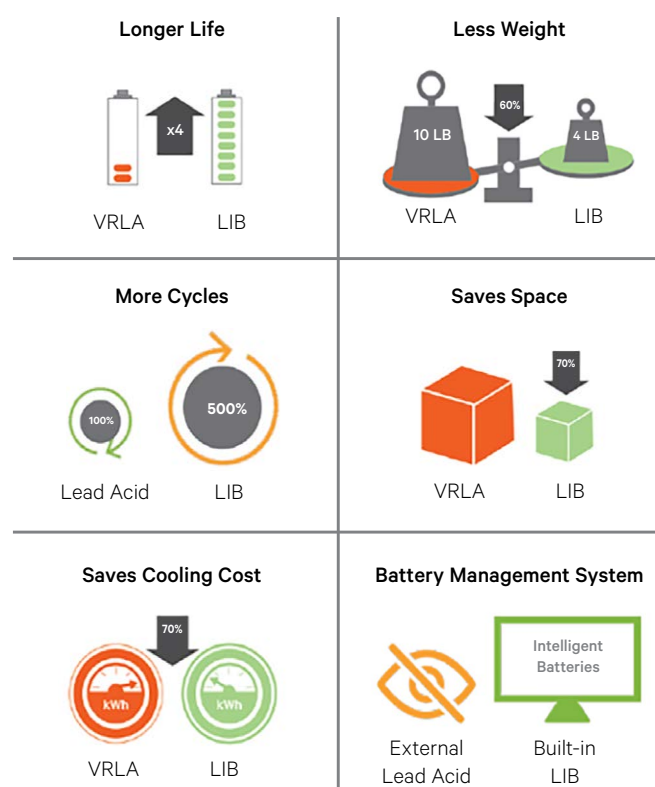 Longer Life
x4
VRLA
LIB
Less Weight
60%
10 LB
4 LB
VRLA
LIB
More Cycles
100%
500%
Lead Acid
LIB
Saves Space
70%
VRLA
LIB
Saves Cooling Cost
70%
kWh
kWh
VRLA
LIB
Battery Management System
Intelligent
Batteries
External
Lead Acid
Built-in
LIB